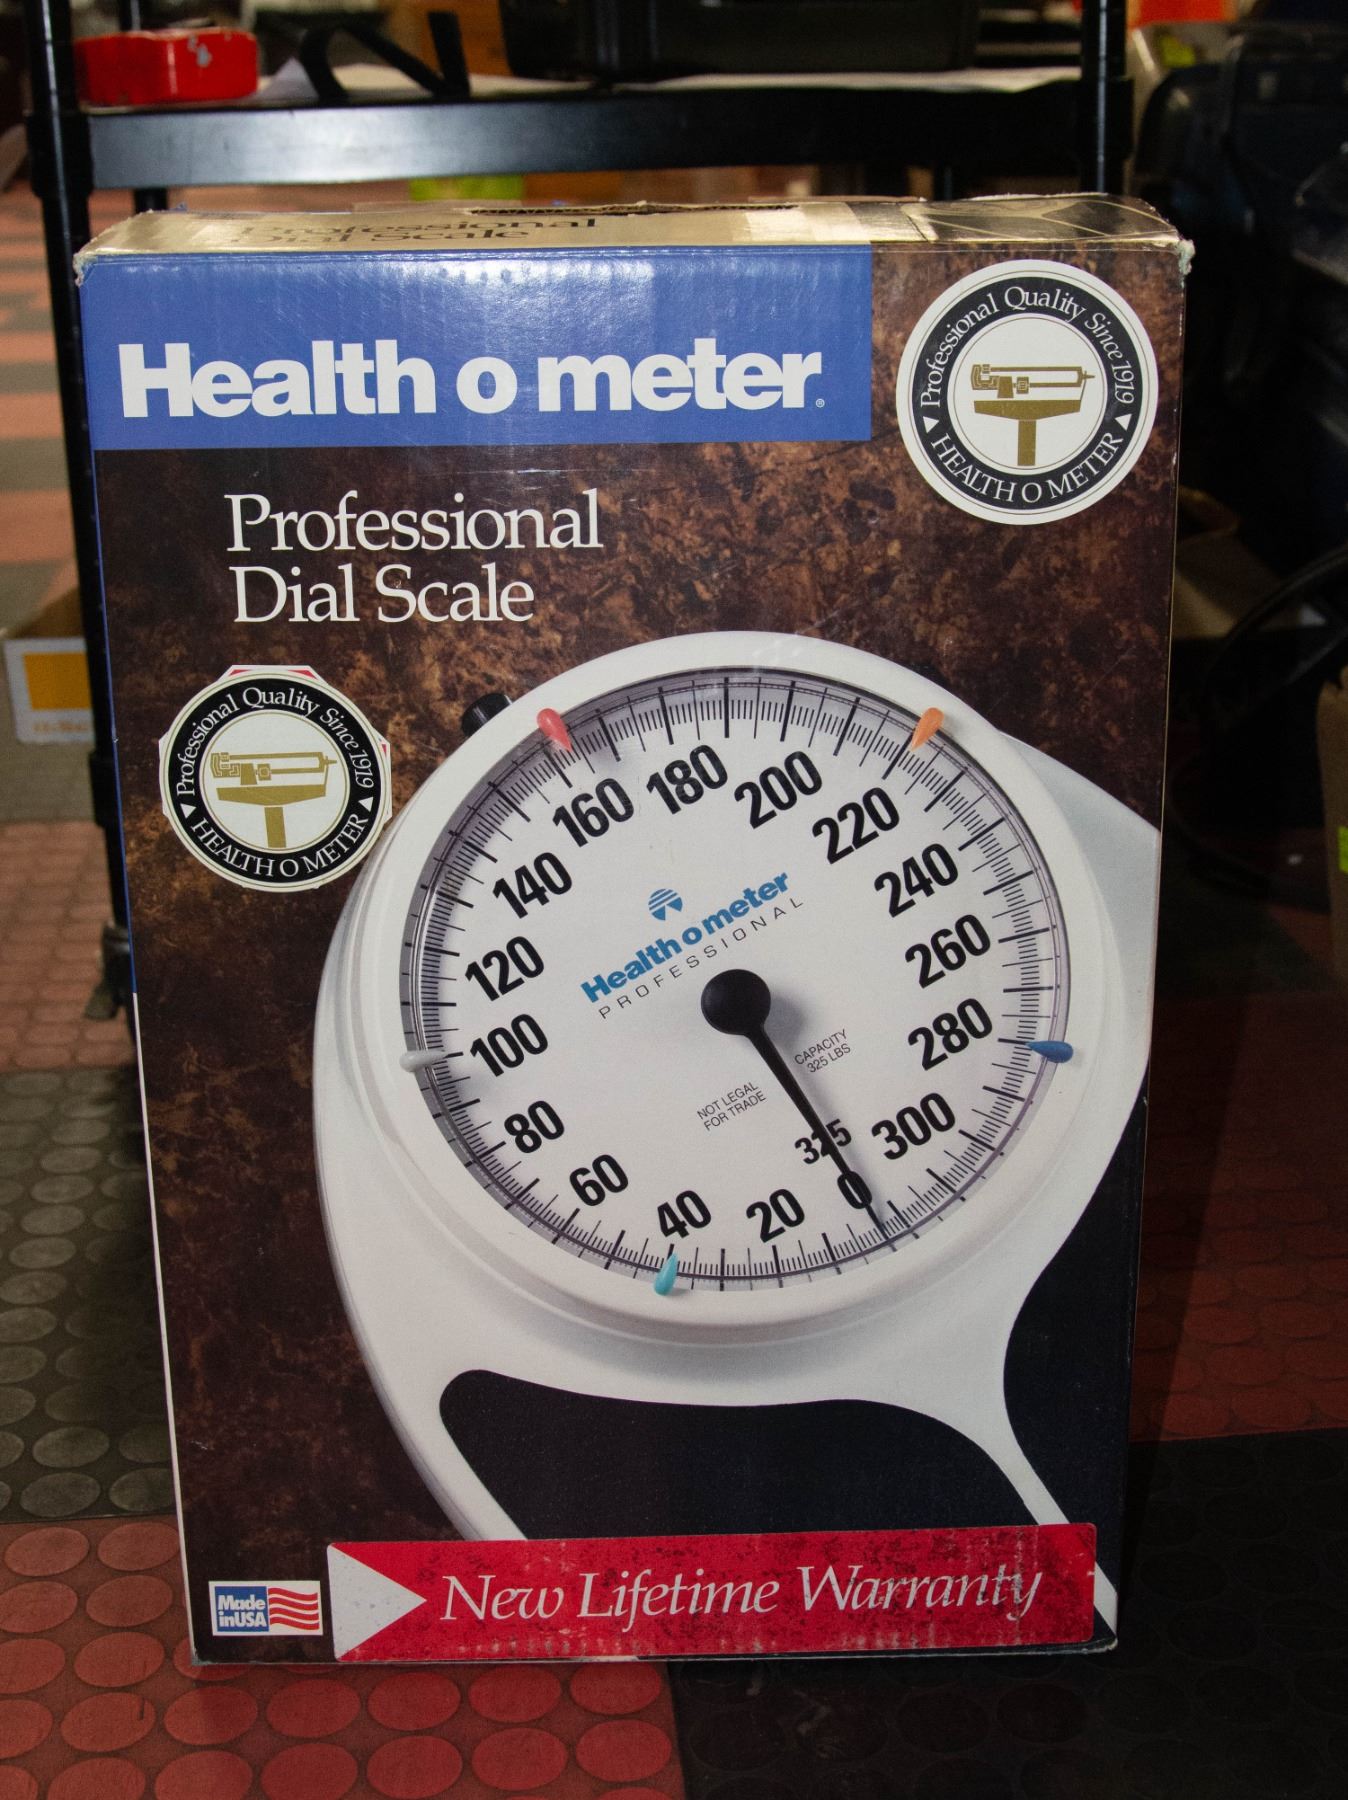 Professional
Dial Scale
Health o meter®
Professional Quality Since 1919
HEALTH O METER
Professional
Dial Scale
Professional Quality Since 1919
HEALTH O METER
160
180
200
220
140
240
120
260
100
280
80
300
60
40
20
0
325
Health o meter
PROFESSIONAL
CAPACITY
325 LBS
NOT LEGAL
FOR TRADE
New Lifetime Warranty
Made
in USA